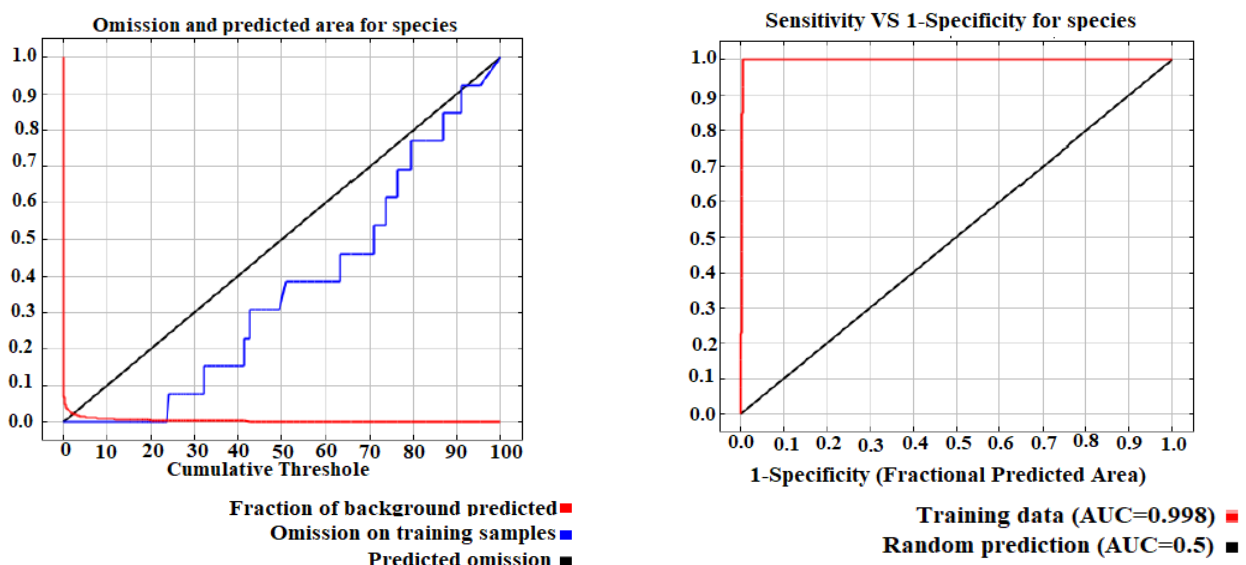 Omission and predicted area for species
1.0
0.9
0.8
0.7
0.6
0.5
0.4
0.3
0.2
0.1
0.0
0 10 20 30 40 50 60 70 80 90 100
Cumulative Threshole
Fraction of background predicted
Omission on training samples
Predicted omission
Sensitivity VS 1-Specificity for species
1.0
0.9
0.8
0.7
0.6
0.5
0.4
0.3
0.2
0.1
0.0
0.0 0.1 0.2 0.3 0.4 0.5 0.6 0.7 0.8 0.9 1.0
1-Specificity (Fractional Predicted Area)
Training data (AUC=0.998)
Random prediction (AUC=0.5)